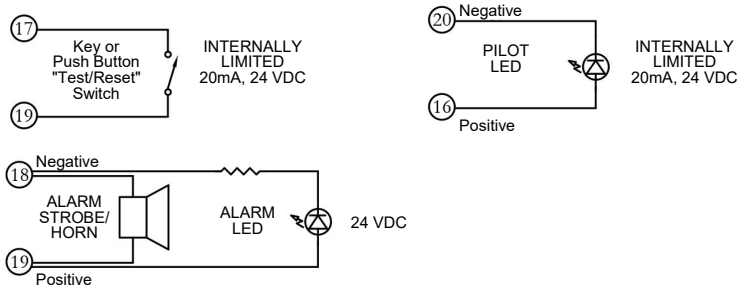 17
Key or
Push Button
"Test/Reset"
Switch
19
INTERNALLY
LIMITED
20mA, 24 VDC
20
Negative
PILOT
LED
INTERNALLY
LIMITED
20mA, 24 VDC
16
Positive
18
Negative
ALARM
STROBE/
HORN
ALARM
LED
24 VDC
19
Positive